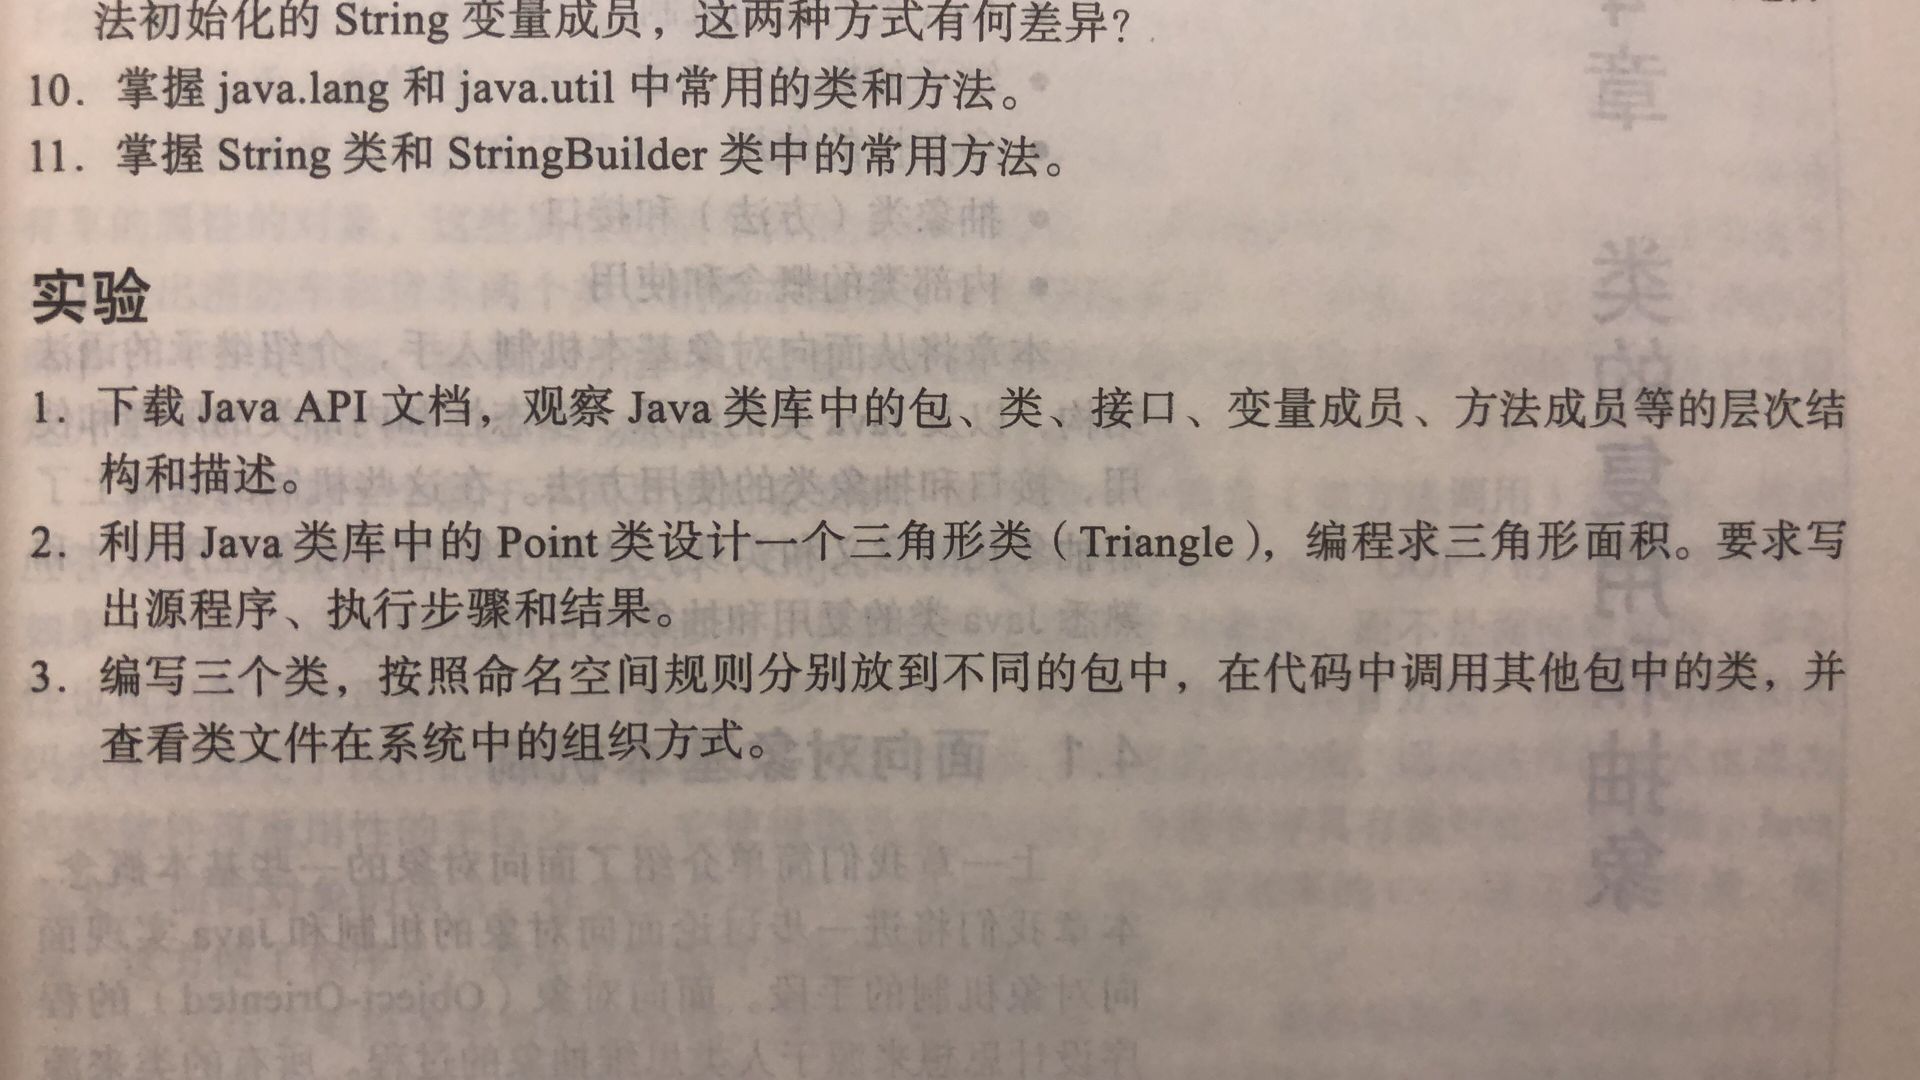 法初始化的 String 变量成员，这两种方式有何差异？
10. 掌握 java.lang 和 java.util 中常用的类和方法。
11. 掌握 String 类和 StringBuilder 类中的常用方法。
实验
1. 下载 Java API 文档，观察 Java 类库中的包、类、接口、变量成员、方法成员等的层次结
构和描述。
2. 利用 Java 类库中的 Point 类设计一个三角形类（Triangle），编程求三角形面积。要求写
出源程序、执行步骤和结果。
3. 编写三个类，按照命名空间规则分别放到不同的包中，在代码中调用其他包中的类，并
查看类文件在系统中的组织方式。